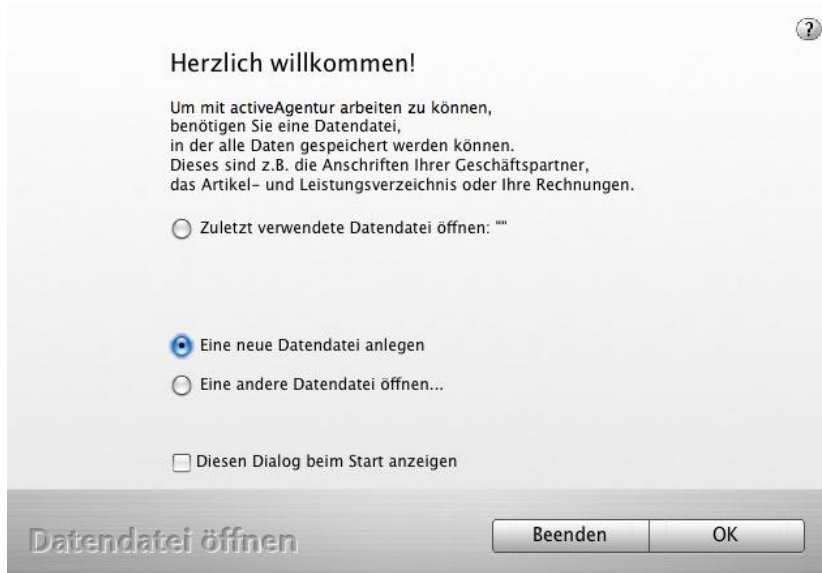 ?
Herzlich willkommen!
Um mit activeAgentur arbeiten zu können,
benötigen Sie eine Datendatei,
in der alle Daten gespeichert werden können.
Dieses sind z.B. die Anschriften Ihrer Geschäftspartner,
das Artikel- und Leistungsverzeichnis oder Ihre Rechnungen.
Zuletzt verwendete Datendatei öffnen: ""
Eine neue Datendatei anlegen
Eine andere Datendatei öffnen...
Diesen Dialog beim Start anzeigen
Datendatei öffnen
Beenden OK